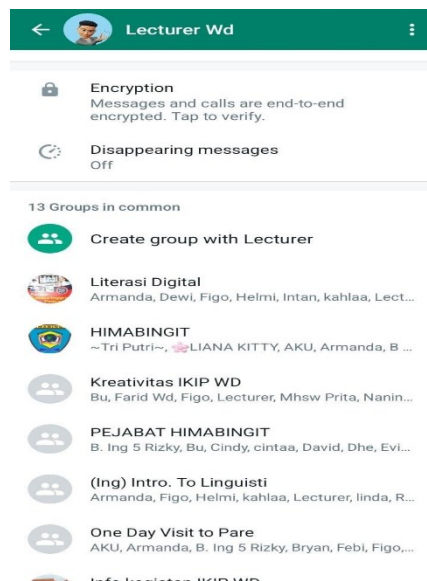 Lecturer Wd
Encryption
Messages and calls are end-to-end
encrypted. Tap to verify.
Disappearing messages
Off
13 Groups in common
Create group with Lecturer
Literasi Digital
Armanda, Dewi, Figo, Helmi, Intan, kahlaa, Lect...
HIMABINGIT
~Tri Putri~, 🌸LIANA KITTY, AKU, Armanda, B ...
Kreativitas IKIP WD
Bu, Farid Wd, Figo, Lecturer, Mhsw Prita, Nanin...
PEJABAT HIMABINGIT
B. Ing 5 Rizky, Bu, Cindy, cintaa, David, Dhe, Evi...
(Ing) Intro. To Linguisti
Armanda, Figo, Helmi, kahlaa, Lecturer, linda, R...
One Day Visit to Pare
AKU, Armanda, B. Ing 5 Rizky, Bryan, Febi, Figo,...
Info kegiatan IKIP WD